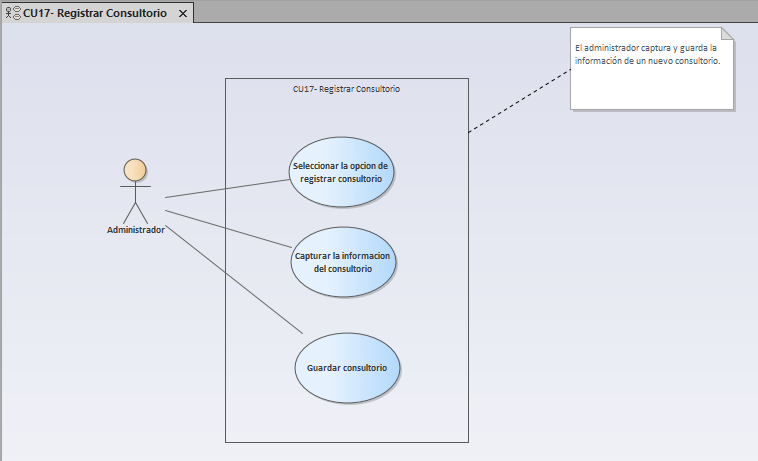 CU17- Registrar Consultorio
El administrador captura y guarda la
información de un nuevo consultorio.
CU17- Registrar Consultorio
Seleccionar la opcion de
registrar consultorio
Administrador
Capturar la informacion
del consultorio
Guardar consultorio